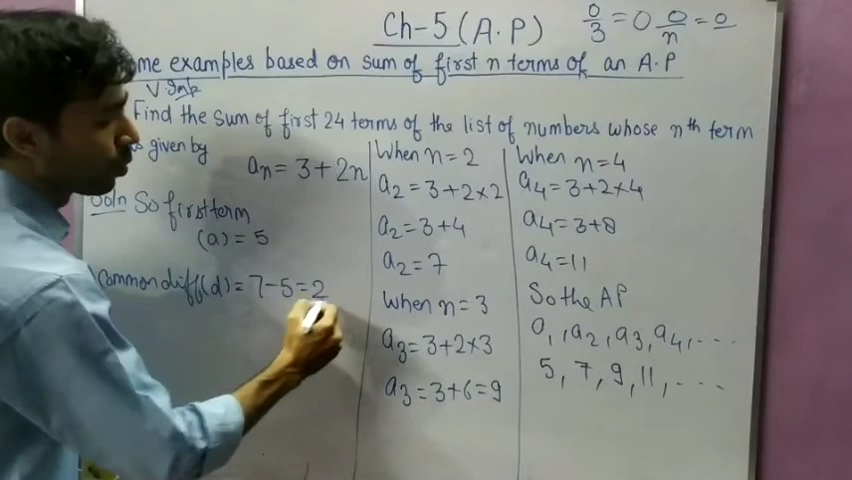 Ch-5 (A.P)
0/3 = 0 0/n = 0
me examples based on sum of first n terms of an A.P
V. Imp
Find the sum of first 24 terms of the list of numbers whose nth term
given by
an = 3 + 2n
Soln So first term
(a) = 5
Common diff(d) = 7-5=2
When n = 2
a2 = 3+2×2
a2 = 3+4
a2 = 7
When n = 3
a3 = 3+2×3
a3 = 3+6 = 9
When n = 4
a4 = 3+2×4
a4 = 3+8
a4 = 11
So the AP
a1, a2, a3, a4, ....
5, 7, 9, 11, ....